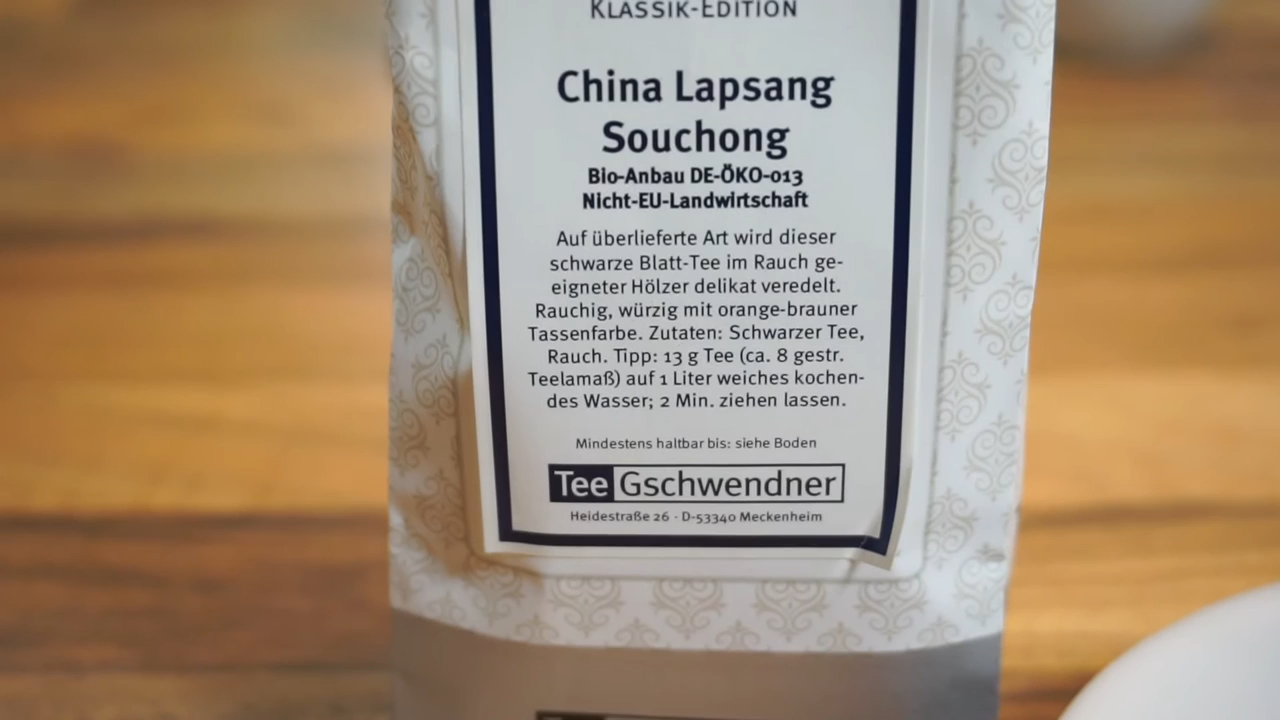 KLASSIK-EDITION
China Lapsang
Souchong
Bio-Anbau DE-ÖKO-013
Nicht-EU-Landwirtschaft
Auf überlieferte Art wird dieser
schwarze Blatt-Tee im Rauch ge-
eigneter Hölzer delikat veredelt.
Rauchig, würzig mit orange-brauner
Tassenfarbe. Zutaten: Schwarzer Tee,
Rauch. Tipp: 13 g Tee (ca. 8 gestr.
Teelamaß) auf 1 Liter weiches kochen-
des Wasser; 2 Min. ziehen lassen.
Mindestens haltbar bis: siehe Boden
Tee Gschwendner
Heidestraße 26 · D-53340 Meckenheim